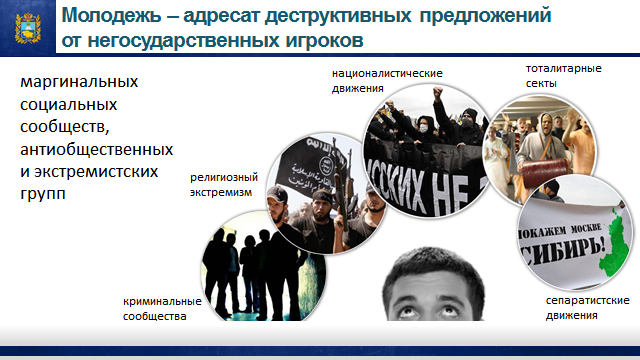 Молодежь – адресат деструктивных предложений
от негосударственных игроков
маргинальных
социальных
сообществ,
антиобщественных
и экстремистских
групп
националистические
движения
тоталитарные
секты
религиозный
экстремизм
ССКИХ НЕ
ПОКАЖЕМ МОСКВЕ
СИБИРЬ!
криминальные
сообщества
сепаратистские
движения